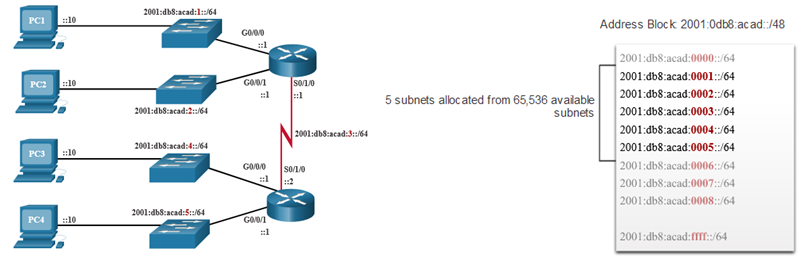 PC1
::10
2001:db8:acad:1::/64
G0/0/0
::1
PC2
::10
2001:db8:acad:2::/64
G0/0/1
::1
S0/1/0
::1
2001:db8:acad:3::/64
PC3
::10
2001:db8:acad:4::/64
G0/0/0
::1
S0/1/0
::2
PC4
::10
2001:db8:acad:5::/64
G0/0/1
::1
5 subnets allocated from 65,536 available
subnets
Address Block: 2001:0db8:acad::/48
2001:db8:acad:0000::/64
2001:db8:acad:0001::/64
2001:db8:acad:0002::/64
2001:db8:acad:0003::/64
2001:db8:acad:0004::/64
2001:db8:acad:0005::/64
2001:db8:acad:0006::/64
2001:db8:acad:0007::/64
2001:db8:acad:0008::/64
2001:db8:acad:ffff::/64